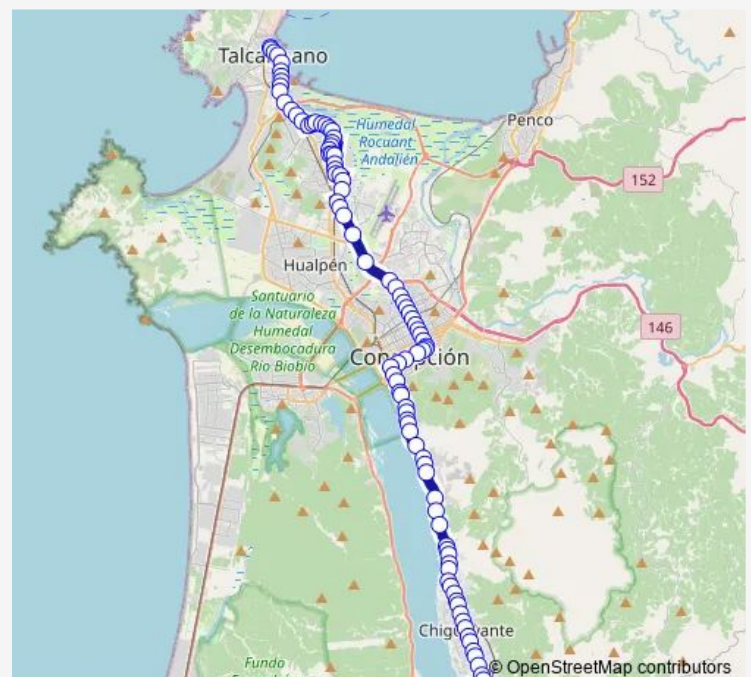 Talcahuano
Penco
Humedal
Rocuant
Andalién
152
Hualpén
Santuario
de la Naturaleza
Humedal
Desembocadura
Río Biobío
146
Concepción
Chiguayante
Fundo
© OpenStreetMap contributors